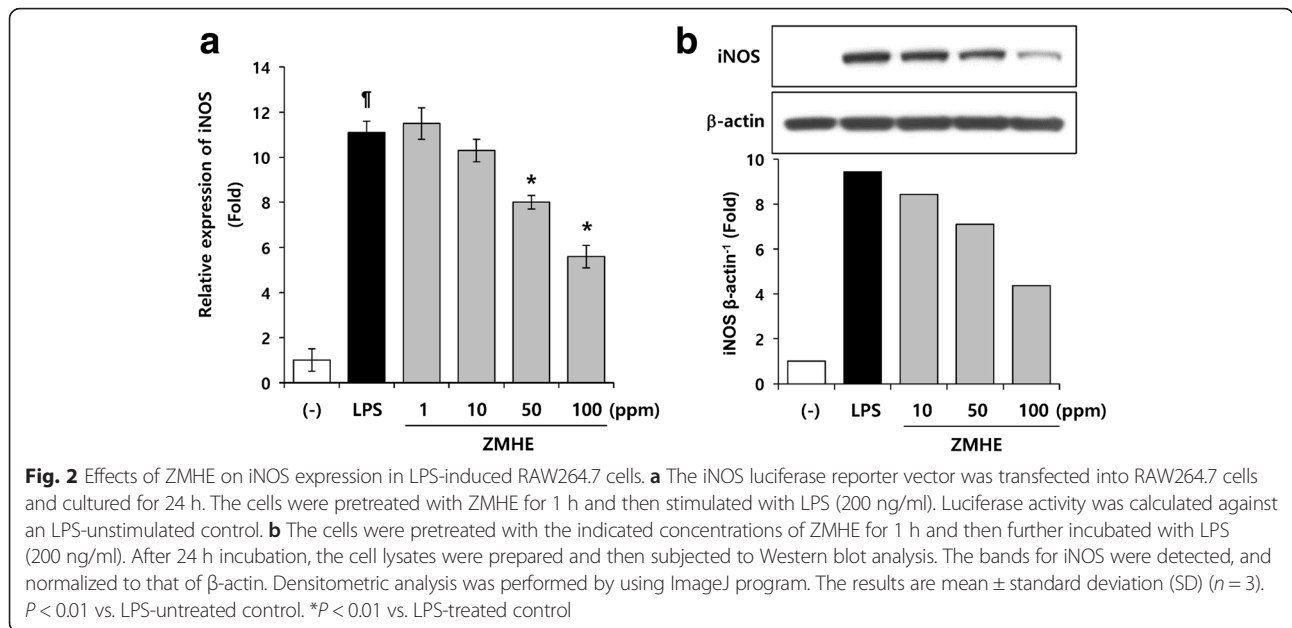 a
Relative expression of iNOS
(Fold)
14
12
10
8
6
4
2
0
¶
*
*
(-) LPS 1 10 50 100 (ppm)
ZMHE
b
iNOS
β-actin
iNOS β-actin⁻¹ (Fold)
10
8
6
4
2
0
(-) LPS 10 50 100 (ppm)
ZMHE
Fig. 2 Effects of ZMHE on iNOS expression in LPS-induced RAW264.7 cells. a The iNOS luciferase reporter vector was transfected into RAW264.7 cells
and cultured for 24 h. The cells were pretreated with ZMHE for 1 h and then stimulated with LPS (200 ng/ml). Luciferase activity was calculated against
an LPS-unstimulated control. b The cells were pretreated with the indicated concentrations of ZMHE for 1 h and then further incubated with LPS
(200 ng/ml). After 24 h incubation, the cell lysates were prepared and then subjected to Western blot analysis. The bands for iNOS were detected, and
normalized to that of β-actin. Densitometric analysis was performed by using ImageJ program. The results are mean ± standard deviation (SD) (n = 3).
P < 0.01 vs. LPS-untreated control. *P < 0.01 vs. LPS-treated control